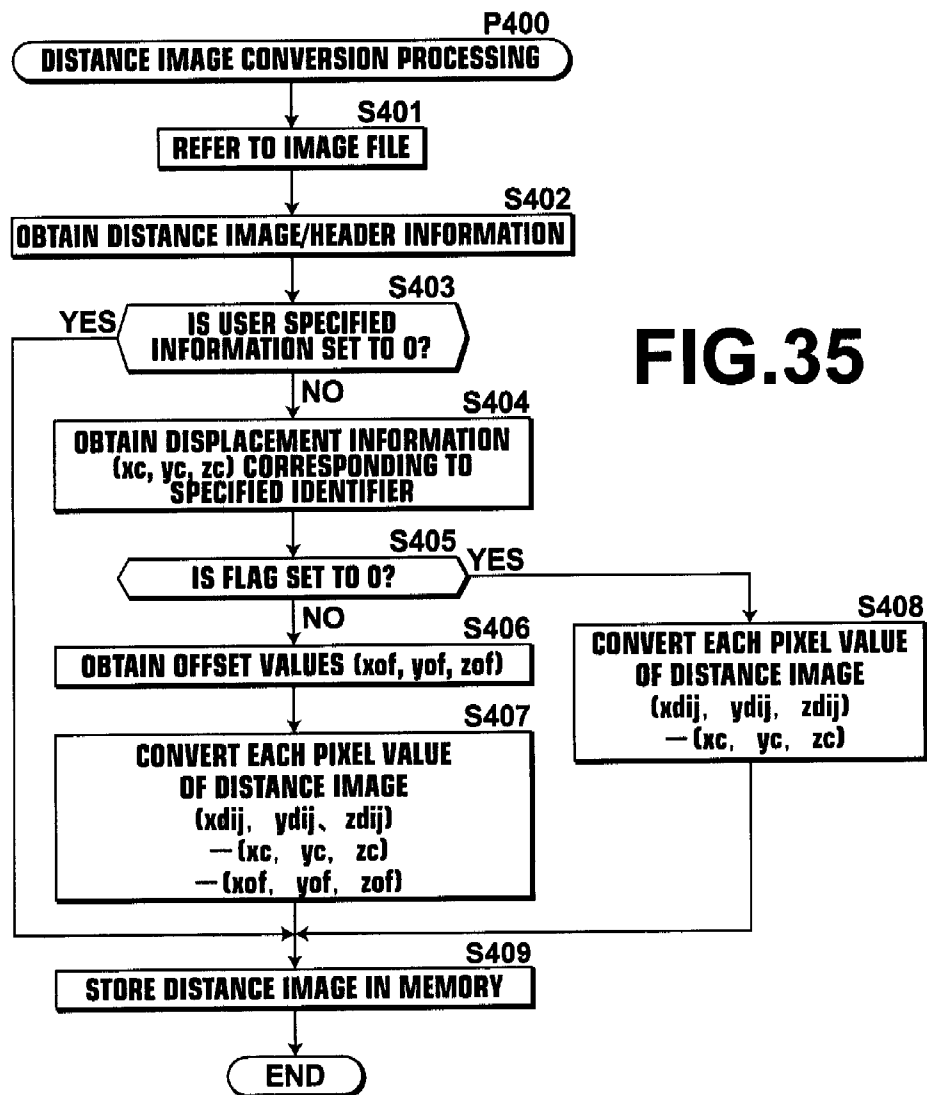 P400
DISTANCE IMAGE CONVERSION PROCESSING
S401
REFER TO IMAGE FILE
S402
OBTAIN DISTANCE IMAGE/HEADER INFORMATION
S403
YES
IS USER SPECIFIED
INFORMATION SET TO 0?
FIG.35
NO
S404
OBTAIN DISPLACEMENT INFORMATION
(xc, yc, zc) CORRESPONDING TO
SPECIFIED IDENTIFIER
S405
YES
IS FLAG SET TO 0?
NO
S406
OBTAIN OFFSET VALUES (xof, yof, zof)
S407
CONVERT EACH PIXEL VALUE
OF DISTANCE IMAGE
(xdij, ydij、 zdij)
—(xc, yc, zc)
—(xof, yof, zof)
S408
CONVERT EACH PIXEL VALUE
OF DISTANCE IMAGE
(xdij, ydij, zdij)
—(xc, yc, zc)
S409
STORE DISTANCE IMAGE IN MEMORY
END